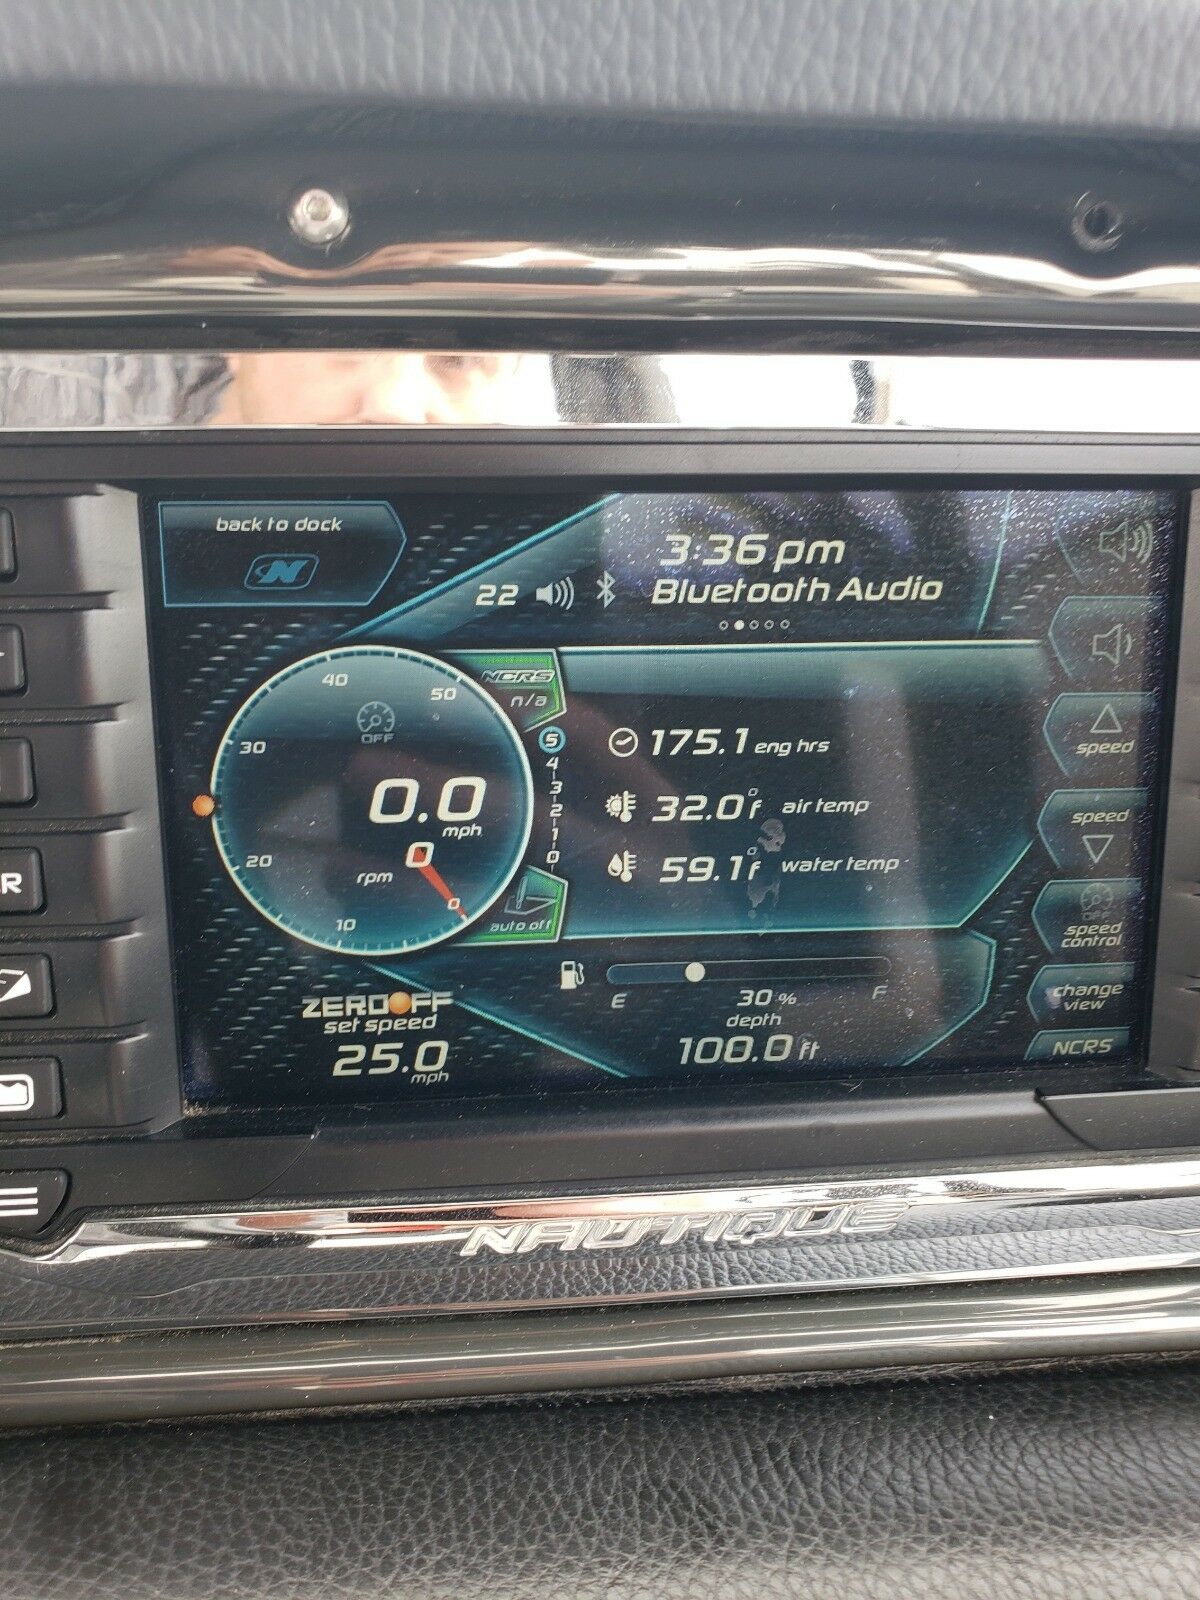 back to dock
N
3:36 pm
22
Bluetooth Audio
40
50
OFF
30
0.0
mph
0
rpm
20
0
10
NCRS
n/a
5
4
3
2
1
0
auto off
175.1 eng hrs
32.0°f air temp
59.1°f water temp
speed
speed
OFF
speed
control
change
view
NCRS
E
30 %
F
depth
100.0 ft
ZEROOFF
set speed
25.0
mph
R
NAUTIQUE